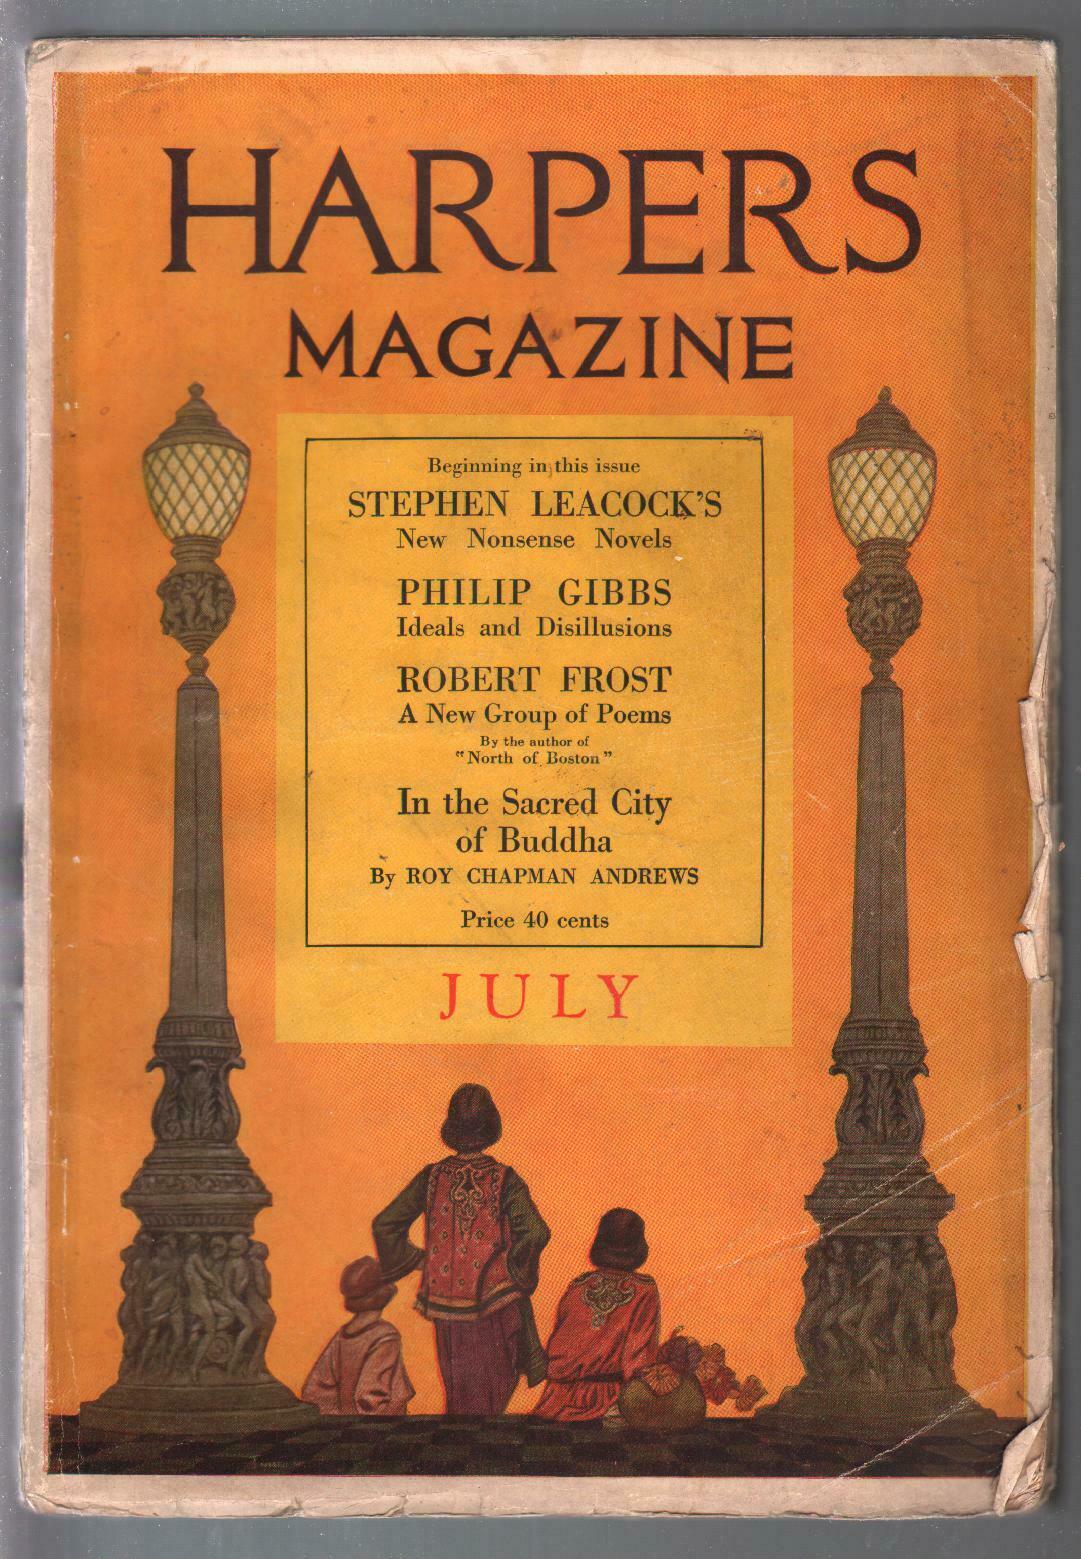 HARPERS
MAGAZINE
Beginning in this issue
STEPHEN LEACOCK'S
New Nonsense Novels
PHILIP GIBBS
Ideals and Disillusions
ROBERT FROST
A New Group of Poems
By the author of
"North of Boston"
In the Sacred City
of Buddha
By ROY CHAPMAN ANDREWS
Price 40 cents
JULY